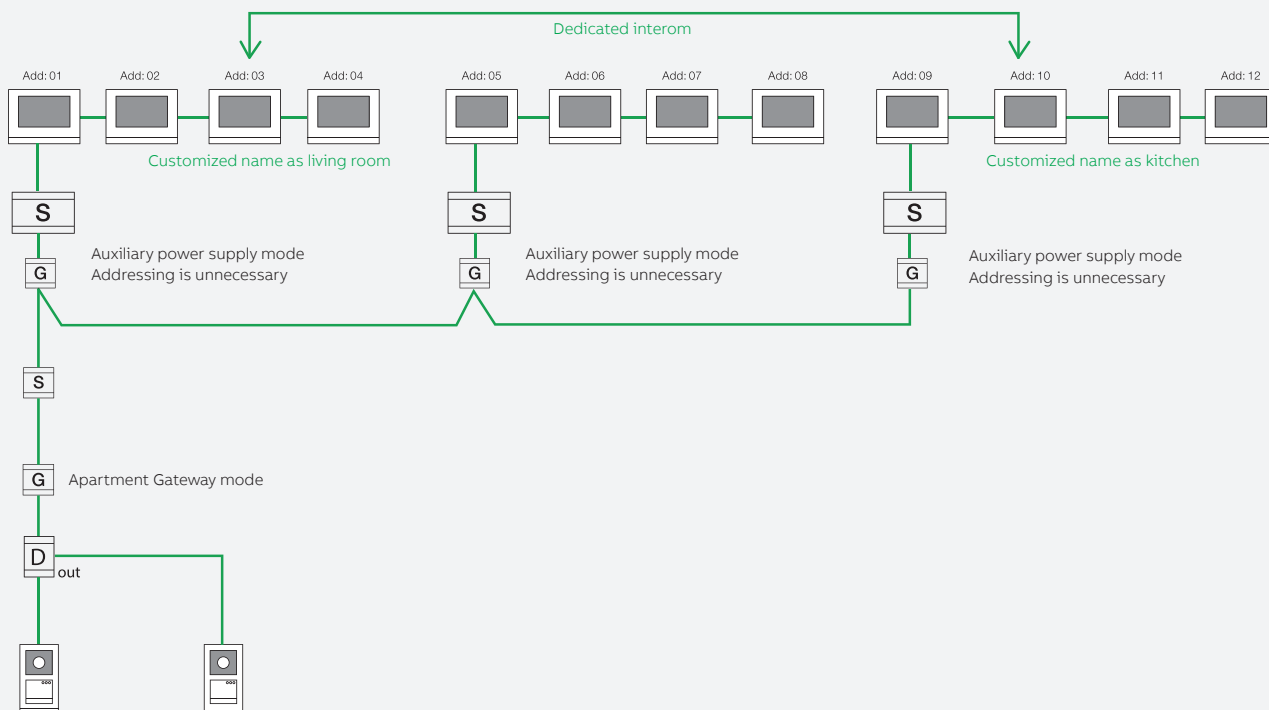 Dedicated interom
Add: 01
Add: 02
Add: 03
Add: 04
Add: 05
Add: 06
Add: 07
Add: 08
Add: 09
Add: 10
Add: 11
Add: 12
Customized name as living room
Customized name as kitchen
S
S
S
Auxiliary power supply mode
Addressing is unnecessary
Auxiliary power supply mode
Addressing is unnecessary
Auxiliary power supply mode
Addressing is unnecessary
G
G
G
S
G
Apartment Gateway mode
D
out